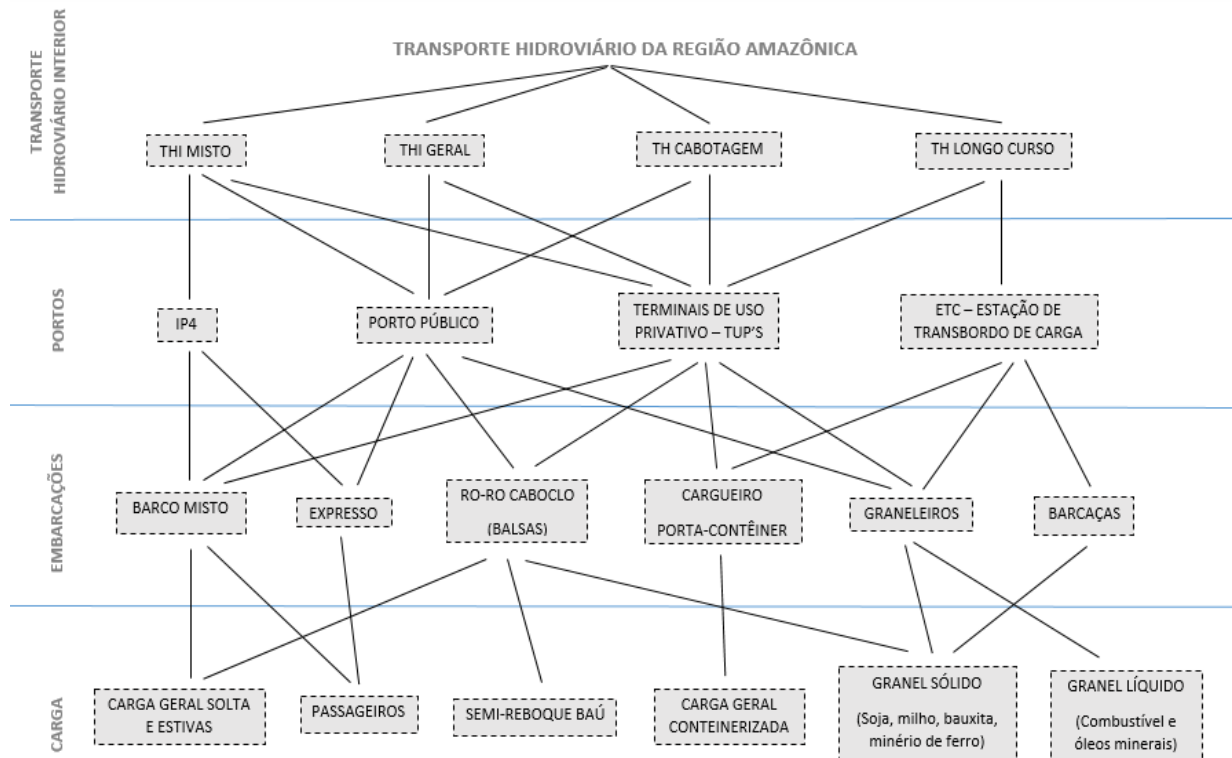 TRANSPORTE HIDROVIÁRIO DA REGIÃO AMAZÔNICA
TRANSPORTE
HIDROVIÁRIO INTERIOR
THI MISTO
THI GERAL
TH CABOTAGEM
TH LONGO CURSO
PORTOS
IP4
PORTO PÚBLICO
TERMINAIS DE USO
PRIVATIVO – TUP'S
ETC – ESTAÇÃO DE
TRANSBORDO DE CARGA
EMBARCAÇÕES
BARCO MISTO
EXPRESSO
RO-RO CABOCLO
(BALSAS)
CARGUEIRO
PORTA-CONTÊINER
GRANELEIROS
BARCAÇAS
CARGA
CARGA GERAL SOLTA
E ESTIVAS
PASSAGEIROS
SEMI-REBOQUE BAÚ
CARGA GERAL
CONTEINERIZADA
GRANEL SÓLIDO
(Soja, milho, bauxita,
minério de ferro)
GRANEL LÍQUIDO
(Combustível e
óleos minerais)